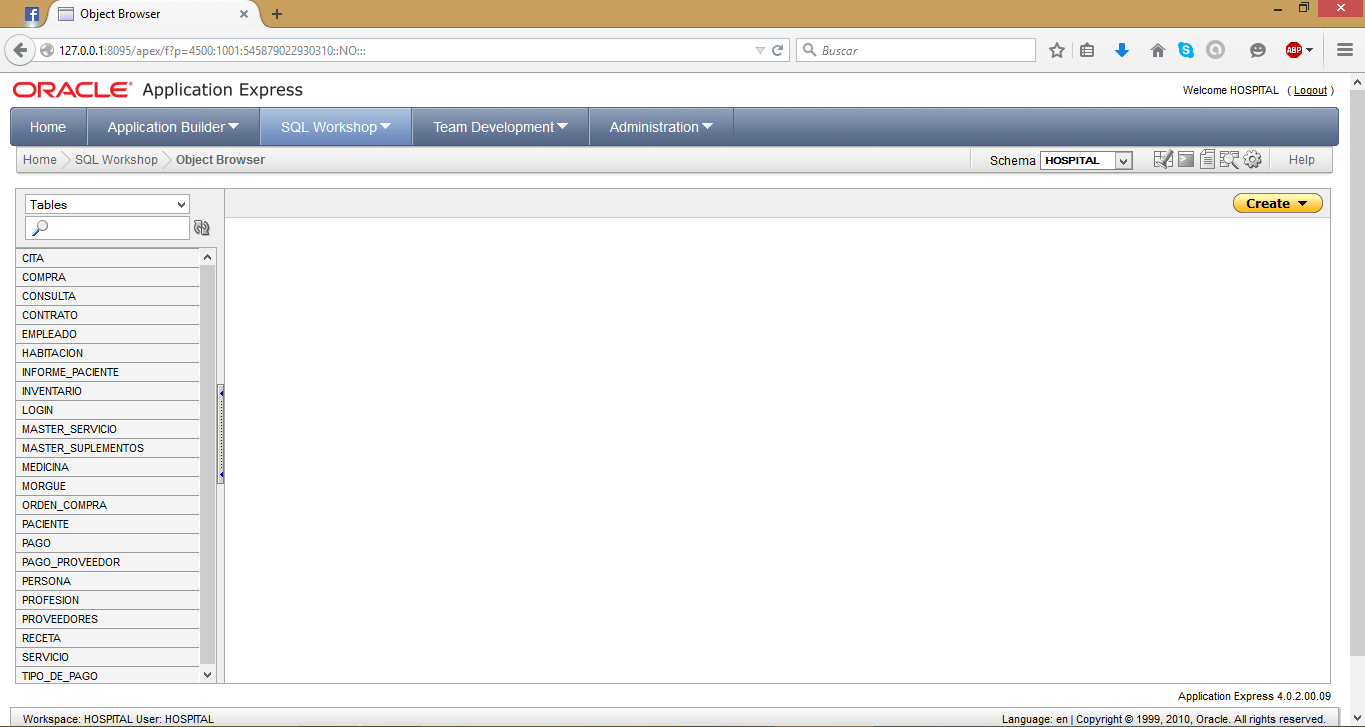 Object Browser
127.0.0.1:8095/apex/f?p=4500:1001:545879022930310::NO:::
Buscar
ABP
ORACLE Application Express
Welcome HOSPITAL ( Logout )
Home Application Builder SQL Workshop Team Development Administration
Home SQL Workshop Object Browser Schema HOSPITAL Help
Tables
Create
CITA
COMPRA
CONSULTA
CONTRATO
EMPLEADO
HABITACION
INFORME_PACIENTE
INVENTARIO
LOGIN
MASTER_SERVICIO
MASTER_SUPLEMENTOS
MEDICINA
MORGUE
ORDEN_COMPRA
PACIENTE
PAGO
PAGO_PROVEEDOR
PERSONA
PROFESION
PROVEEDORES
RECETA
SERVICIO
TIPO_DE_PAGO
Application Express 4.0.2.00.09
Workspace: HOSPITAL User: HOSPITAL
Language: en | Copyright © 1999, 2010, Oracle. All rights reserved.